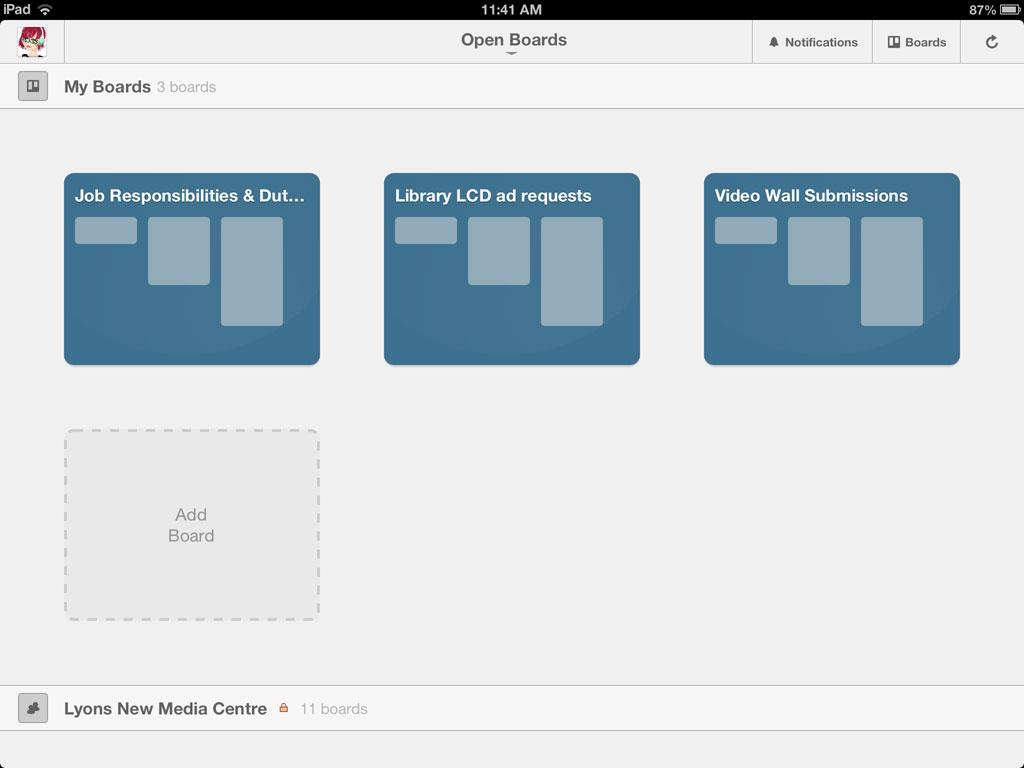 iPad 11:41 AM 87%
Open Boards
Notifications
Boards
My Boards 3 boards
Job Responsibilities & Dut…
Library LCD ad requests
Video Wall Submissions
Add
Board
Lyons New Media Centre 11 boards